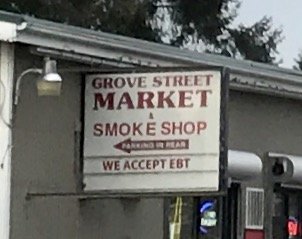 GROVE STREET
MARKET
&
SMOKE SHOP
PARKING IN REAR
WE ACCEPT EBT